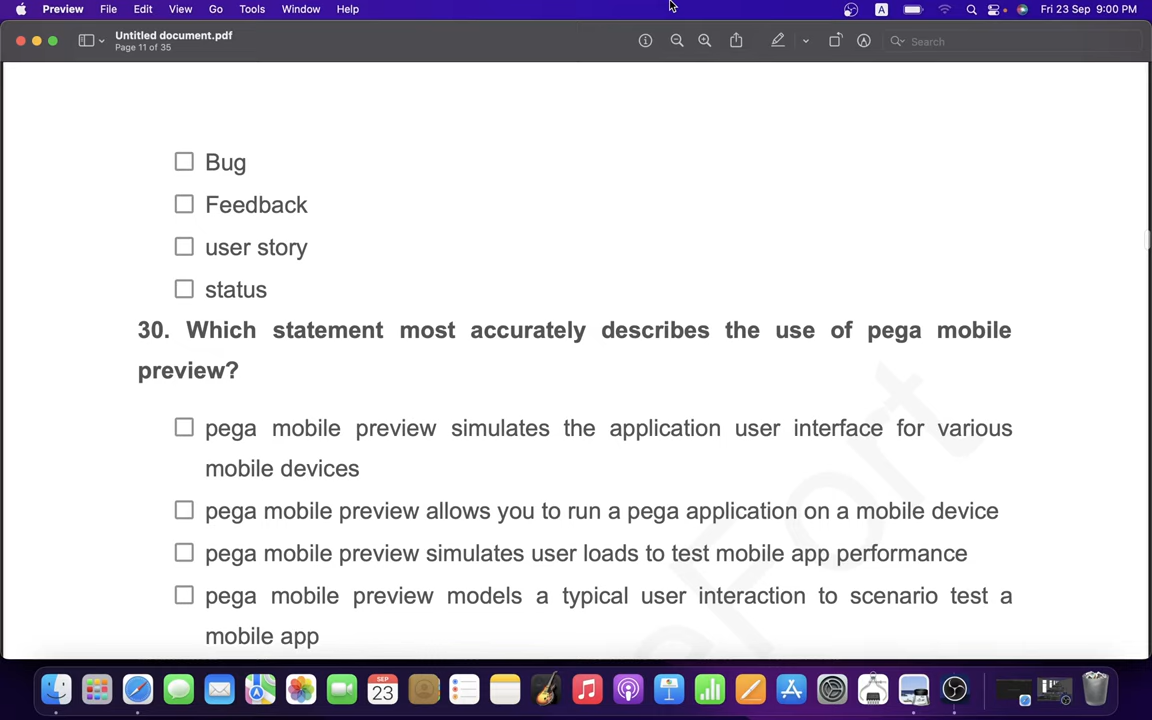 Preview File Edit View Go Tools Window Help A Fri 23 Sep 9:00 PM
Untitled document.pdf
Page 11 of 35
Search
Bug
Feedback
user story
status
30. Which statement most accurately describes the use of pega mobile
preview?
pega mobile preview simulates the application user interface for various
mobile devices
pega mobile preview allows you to run a pega application on a mobile device
pega mobile preview simulates user loads to test mobile app performance
pega mobile preview models a typical user interaction to scenario test a
mobile app
eFort
SEP
23